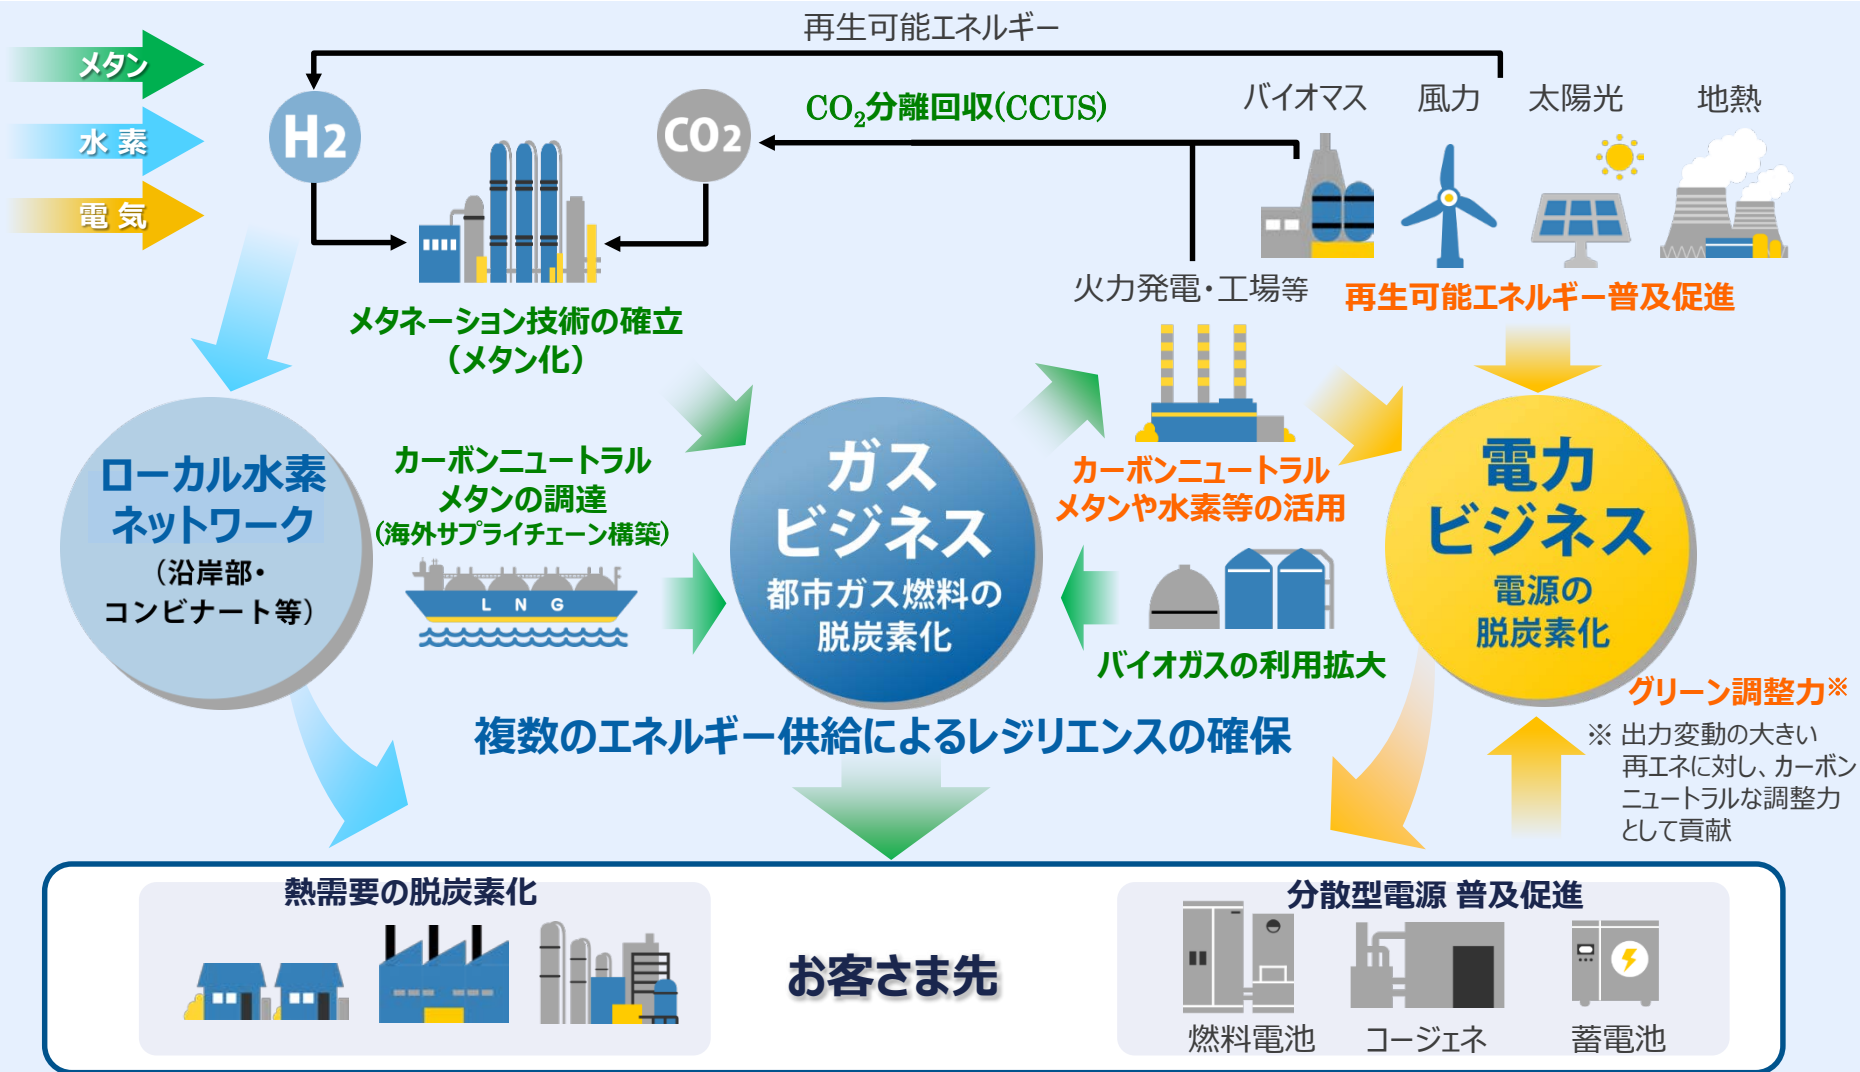 再生可能エネルギー
メタン
水素
電気
H2
CO2
CO₂分離回収(CCUS)
バイオマス
風力
太陽光
地熱
火力発電・工場等
再生可能エネルギー普及促進
メタネーション技術の確立
（メタン化）
ローカル水素
ネットワーク
（沿岸部・
コンビナート等）
カーボンニュートラル
メタンの調達
(海外サプライチェーン構築)
LNG
ガス
ビジネス
都市ガス燃料の
脱炭素化
カーボンニュートラル
メタンや水素等の活用
バイオガスの利用拡大
電力
ビジネス
電源の
脱炭素化
グリーン調整力※
※ 出力変動の大きい
再エネに対し、カーボン
ニュートラルな調整力
として貢献
複数のエネルギー供給によるレジリエンスの確保
熱需要の脱炭素化
お客さま先
分散型電源 普及促進
燃料電池
コージェネ
蓄電池